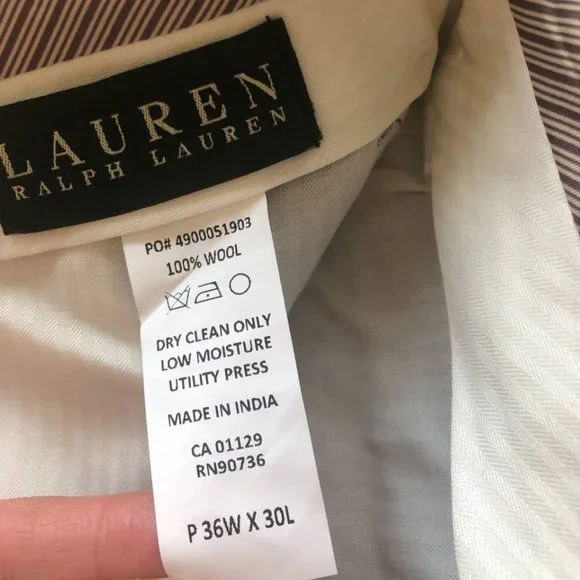 LAUREN
RALPH LAUREN
PO# 4900051903
100% WOOL
DRY CLEAN ONLY
LOW MOISTURE
UTILITY PRESS
MADE IN INDIA
CA 01129
RN90736
P 36W X 30L